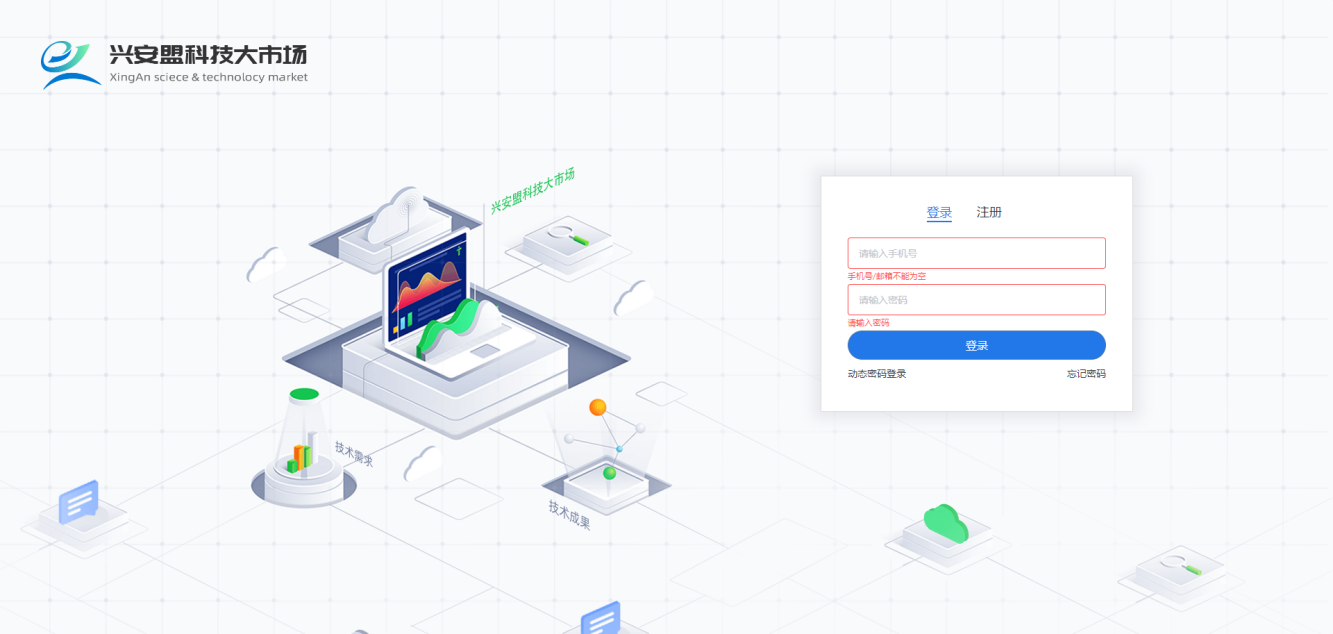 兴安盟科技大市场
XingAn sciece & technolocy market
兴安盟科技大市场
技术需求
技术成果
登录 注册
请输入手机号
手机号/邮箱不能为空
请输入密码
请输入密码
登录
动态密码登录 忘记密码